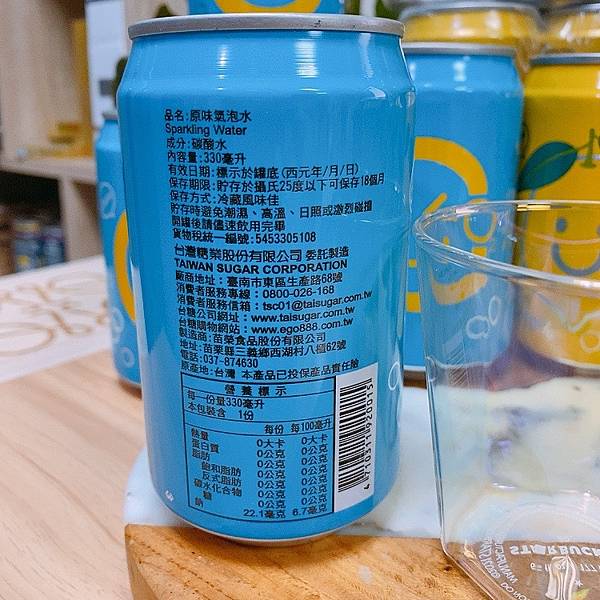 品名:原味氣泡水
Sparkling Water
成分:碳酸水
內容量:330毫升
有效日期:標示於罐底(西元年/月/日)
保存期限:貯存於攝氏25度以下可保存18個月
保存方式:冷藏風味佳
貯存時避免潮濕、高溫、日照或激烈碰撞
開罐後請儘速飲用完畢
貨物稅統一編號:5453305108
台灣糖業股份有限公司 委託製造
TAIWAN SUGAR CORPORATION
廠商地址:臺南市東區生產路68號
消費者服務專線:0800-026-168
消費者服務信箱:tsc01@taisugar.com.tw
台糖公司網址:www.taisugar.com.tw
台糖購物網站:www.ego888.com.tw
製造商:苗榮食品股份有限公司
地址:苗栗縣三義鄉西湖村八櫃62號
電話:037-874630
原產地:台灣 本產品已投保產品責任險
營養標示
每一份量330毫升
本包裝含 1份
每份 每100毫升
熱量 0大卡 0大卡
蛋白質 0公克 0公克
脂肪 0公克 0公克
飽和脂肪 0公克 0公克
反式脂肪 0公克 0公克
碳水化合物 0公克 0公克
糖 0公克 0公克
鈉 22.1毫克 6.7毫克
4710311920015
STARBUCK